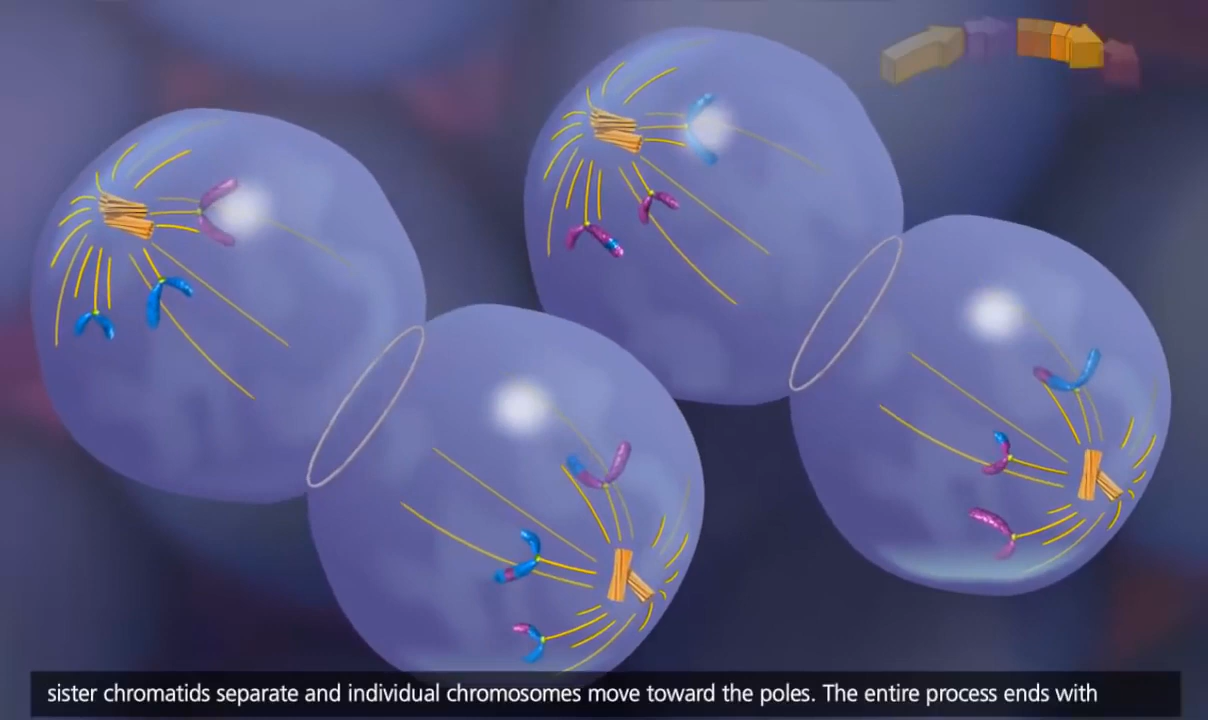 sister chromatids separate and individual chromosomes move toward the poles. The entire process ends with